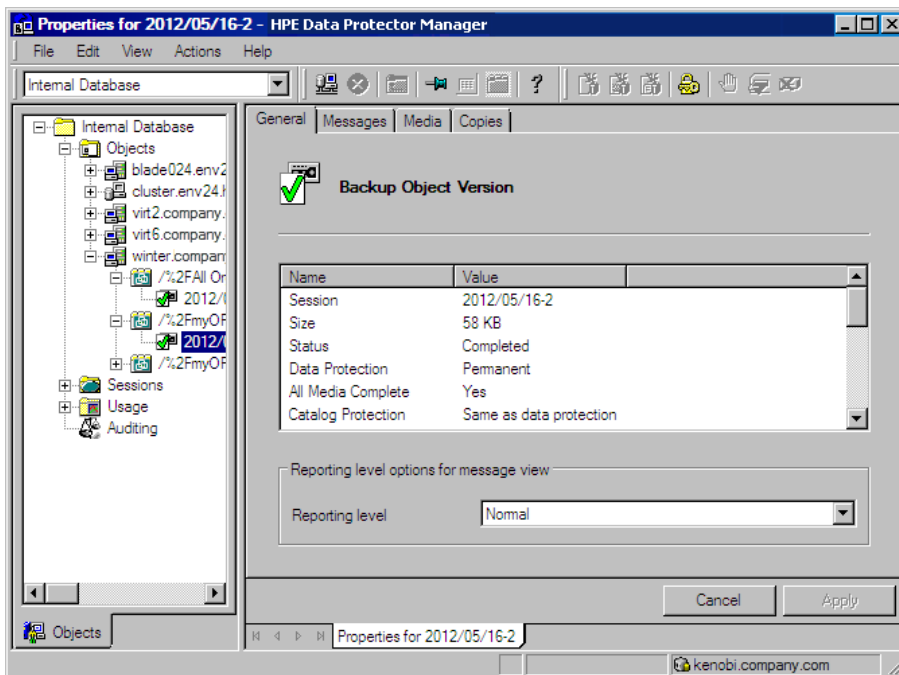 Properties for 2012/05/16-2 - HPE Data Protector Manager
File Edit View Actions Help
Internal Database
?
Internal Database
Objects
blade024.env2
cluster.env24.
virt2.company.
virt6.company.
winter.compan
/%2FAll Or
2012/
/%2FmyOF
2012/
/%2FmyOF
Sessions
Usage
Auditing
Objects
General Messages Media Copies
Backup Object Version
Name Value
Session 2012/05/16-2
Size 58 KB
Status Completed
Data Protection Permanent
All Media Complete Yes
Catalog Protection Same as data protection
Reporting level options for message view
Reporting level Normal
Cancel Apply
Properties for 2012/05/16-2
kenobi.company.com